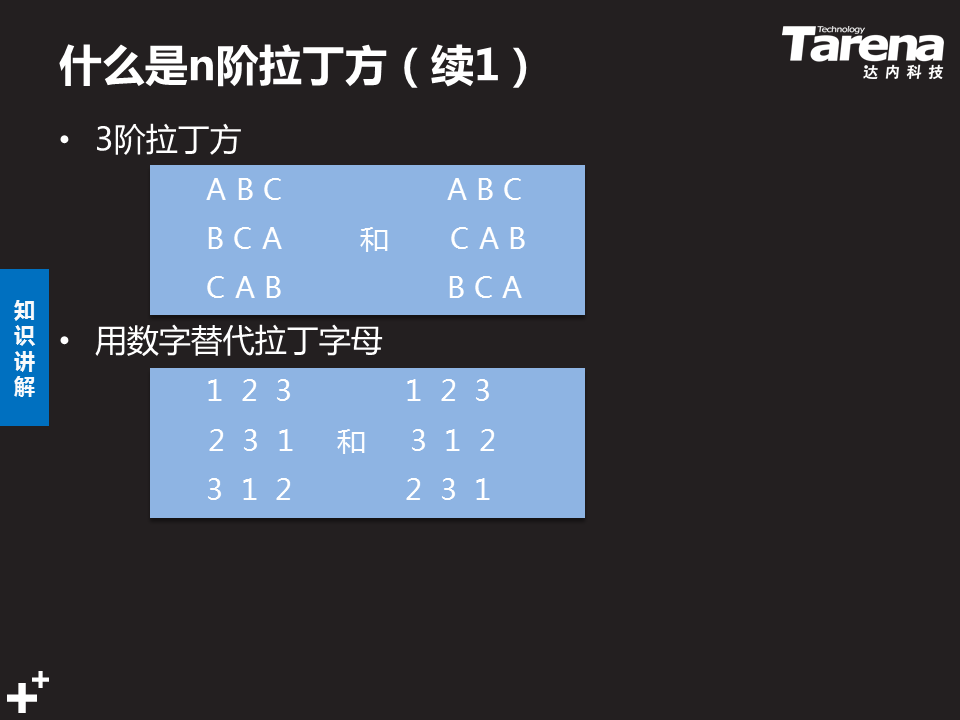 什么是n阶拉丁方（续1）
Technology
Tarena
达内科技
• 3阶拉丁方
A B C A B C
B C A 和 C A B
C A B B C A
知识讲解
• 用数字替代拉丁字母
1 2 3 1 2 3
2 3 1 和 3 1 2
3 1 2 2 3 1